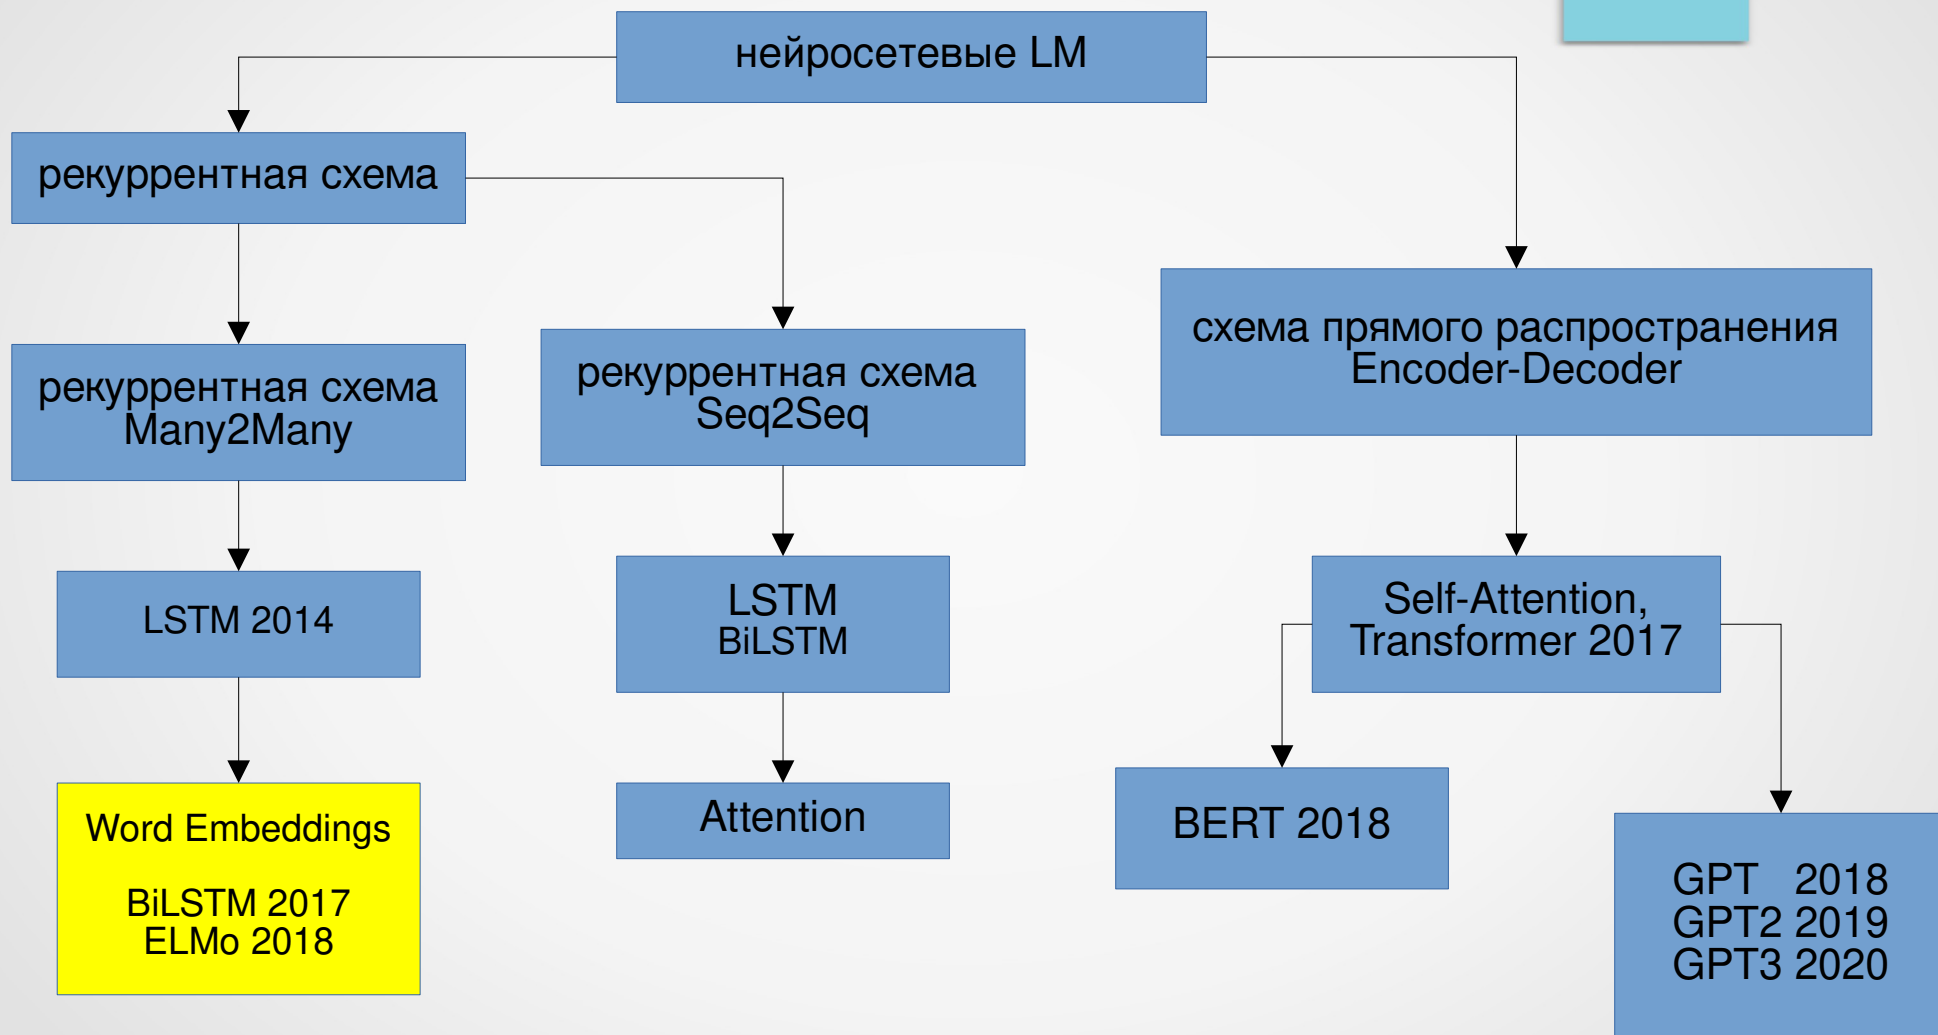 нейросетевые LM
рекуррентная схема
рекуррентная схема
Many2Many
рекуррентная схема
Seq2Seq
схема прямого распространения
Encoder-Decoder
LSTM 2014
LSTM
BiLSTM
Self-Attention,
Transformer 2017
Word Embeddings
BiLSTM 2017
ELMo 2018
Attention
BERT 2018
GPT 2018
GPT2 2019
GPT3 2020